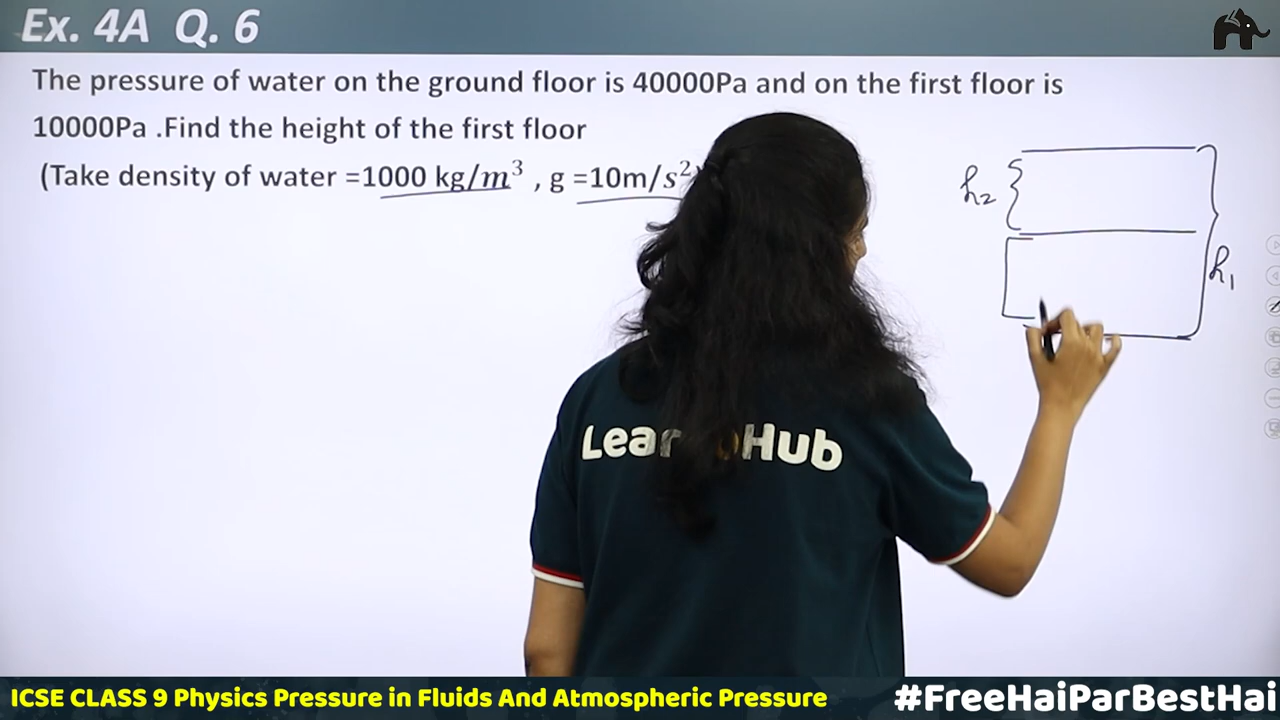 Ex. 4A Q. 6
The pressure of water on the ground floor is 40000Pa and on the first floor is
10000Pa .Find the height of the first floor
(Take density of water =1000 kg/m³ , g =10m/s²)
h₂
h₁
Hub
ICSE CLASS 9 Physics Pressure in Fluids And Atmospheric Pressure
#FreeHaiParBestHai